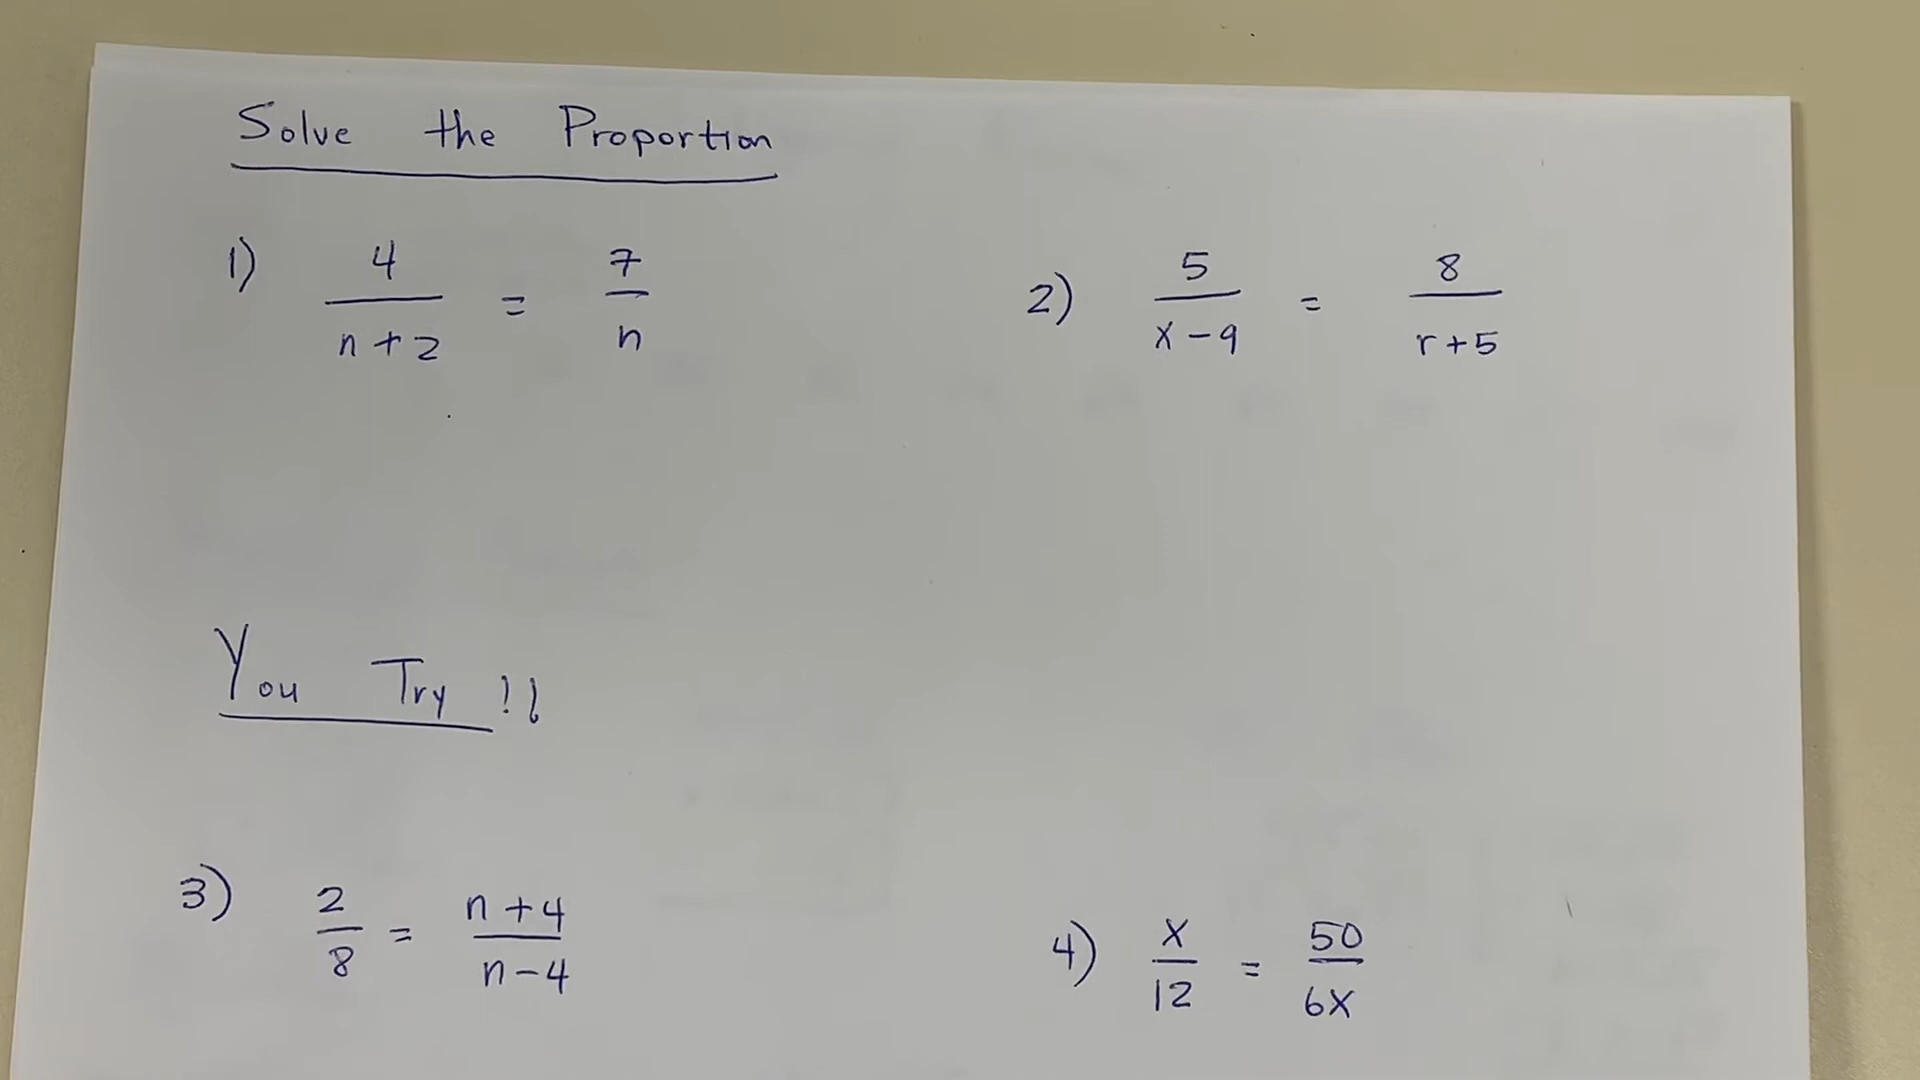 Solve the Proportion
1) 4/(n+2) = 7/n
2) 5/(x-9) = 8/(r+5)
You Try !!
3) 2/8 = (n+4)/(n-4)
4) x/12 = 50/6x